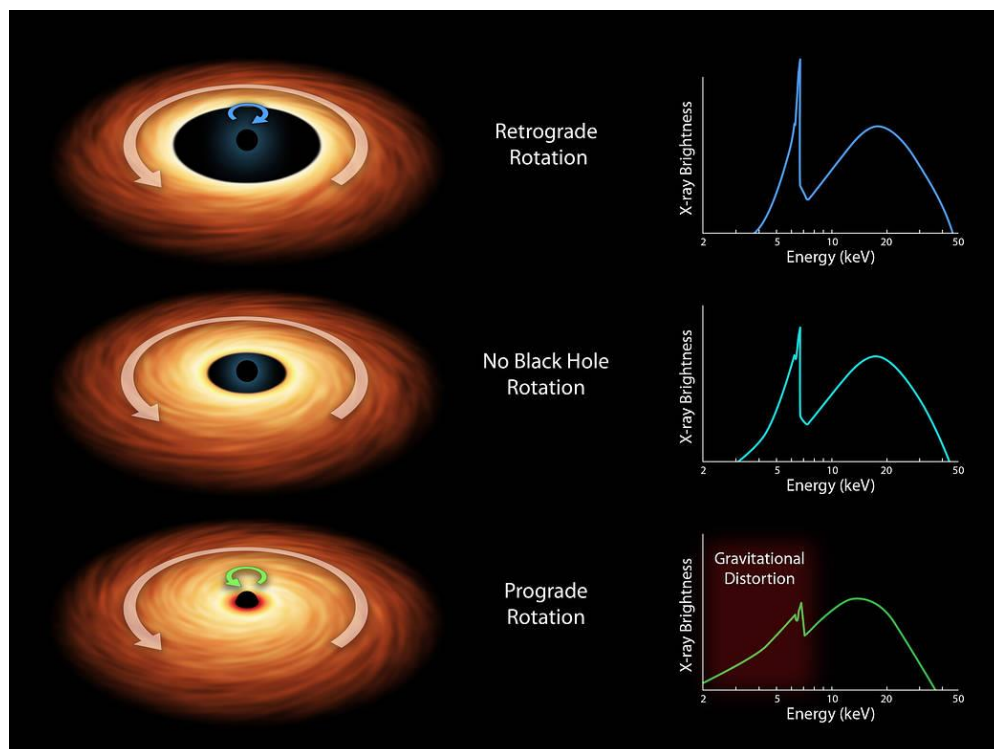 Retrograde
Rotation
X-ray Brightness
2 5 10 20 50
Energy (keV)
No Black Hole
Rotation
X-ray Brightness
2 5 10 20 50
Energy (keV)
Prograde
Rotation
Gravitational
Distortion
X-ray Brightness
2 5 10 20 50
Energy (keV)